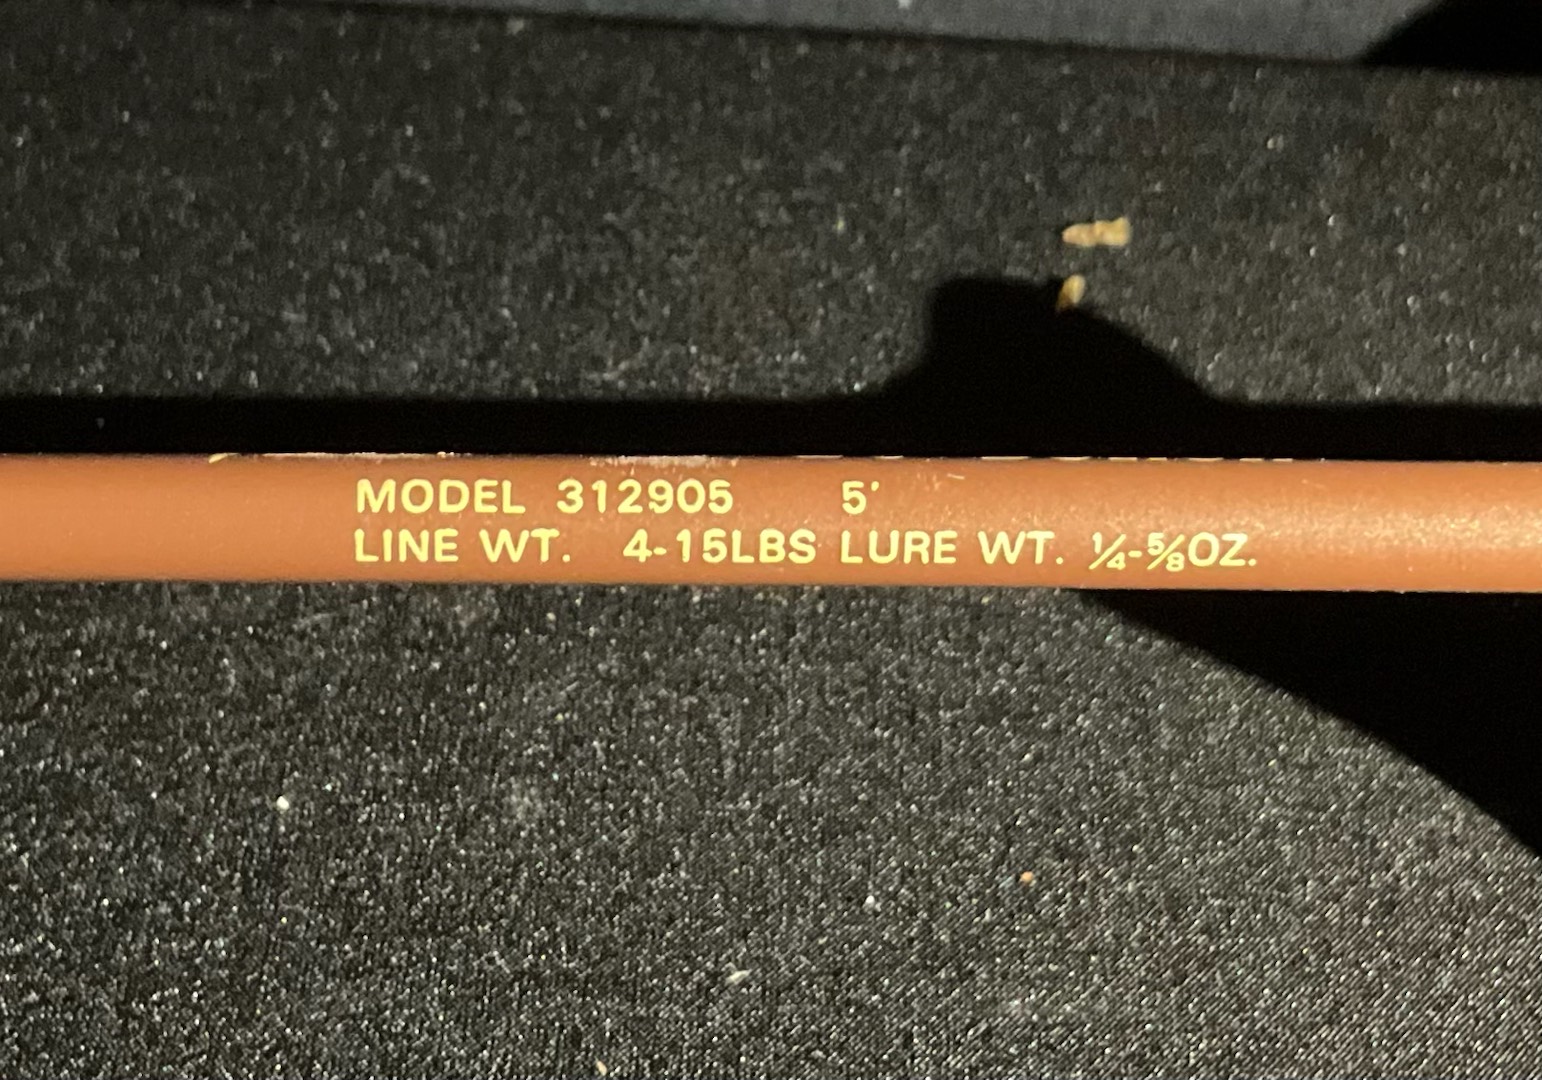 MODEL 312905 5'
LINE WT. 4-15LBS LURE WT. ¼-⅝OZ.